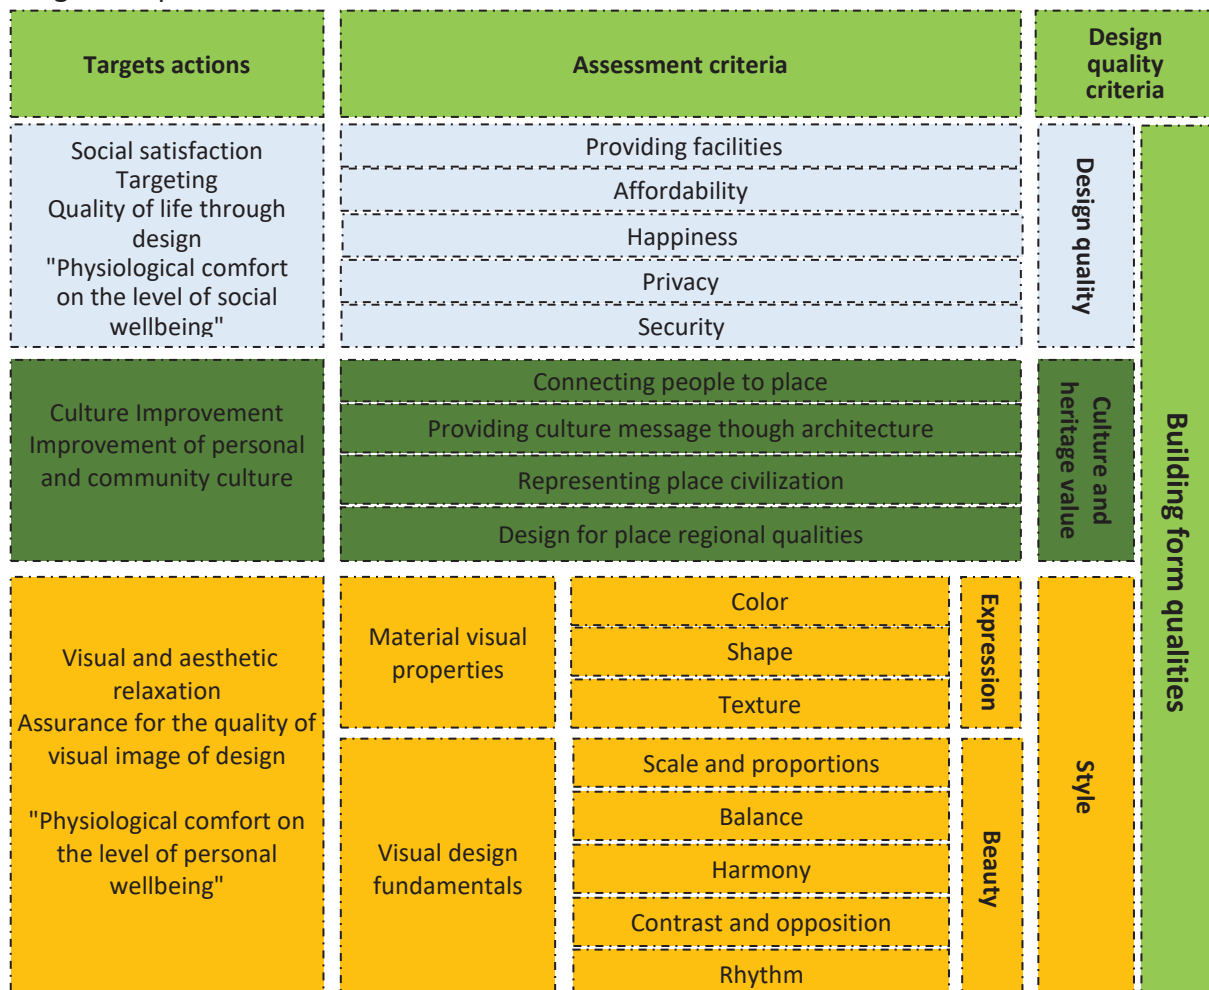 Targets actions
Assessment criteria
Design
quality
criteria
Social satisfaction
Targeting
Quality of life through
design
"Physiological comfort
on the level of social
wellbeing"
Providing facilities
Affordability
Happiness
Privacy
Security
Design quality
Culture Improvement
Improvement of personal
and community culture
Connecting people to place
Providing culture message though architecture
Representing place civilization
Design for place regional qualities
Culture and
heritage value
Visual and aesthetic
relaxation
Assurance for the quality of
visual image of design
"Physiological comfort on
the level of personal
wellbeing"
Material visual
properties
Color
Shape
Texture
Expression
Visual design
fundamentals
Scale and proportions
Balance
Harmony
Contrast and opposition
Rhythm
Beauty
Style
Building form qualities